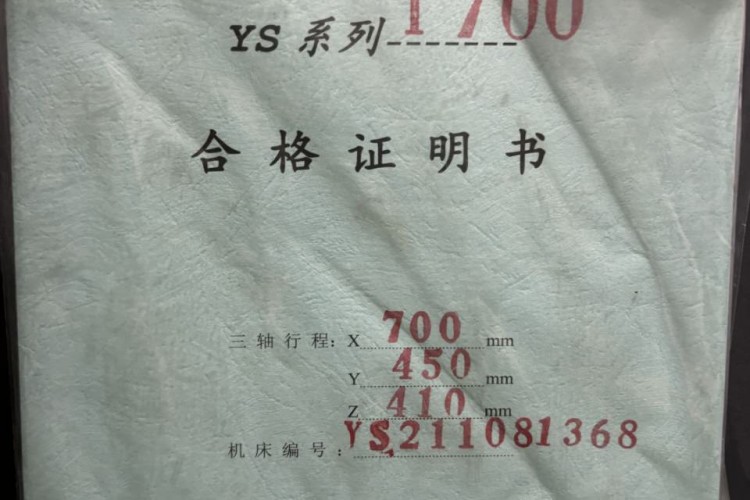 YS 系列 1700
合格证明书
三轴行程: X 700 mm
Y 450 mm
Z 410 mm
机床编号: YS211081368